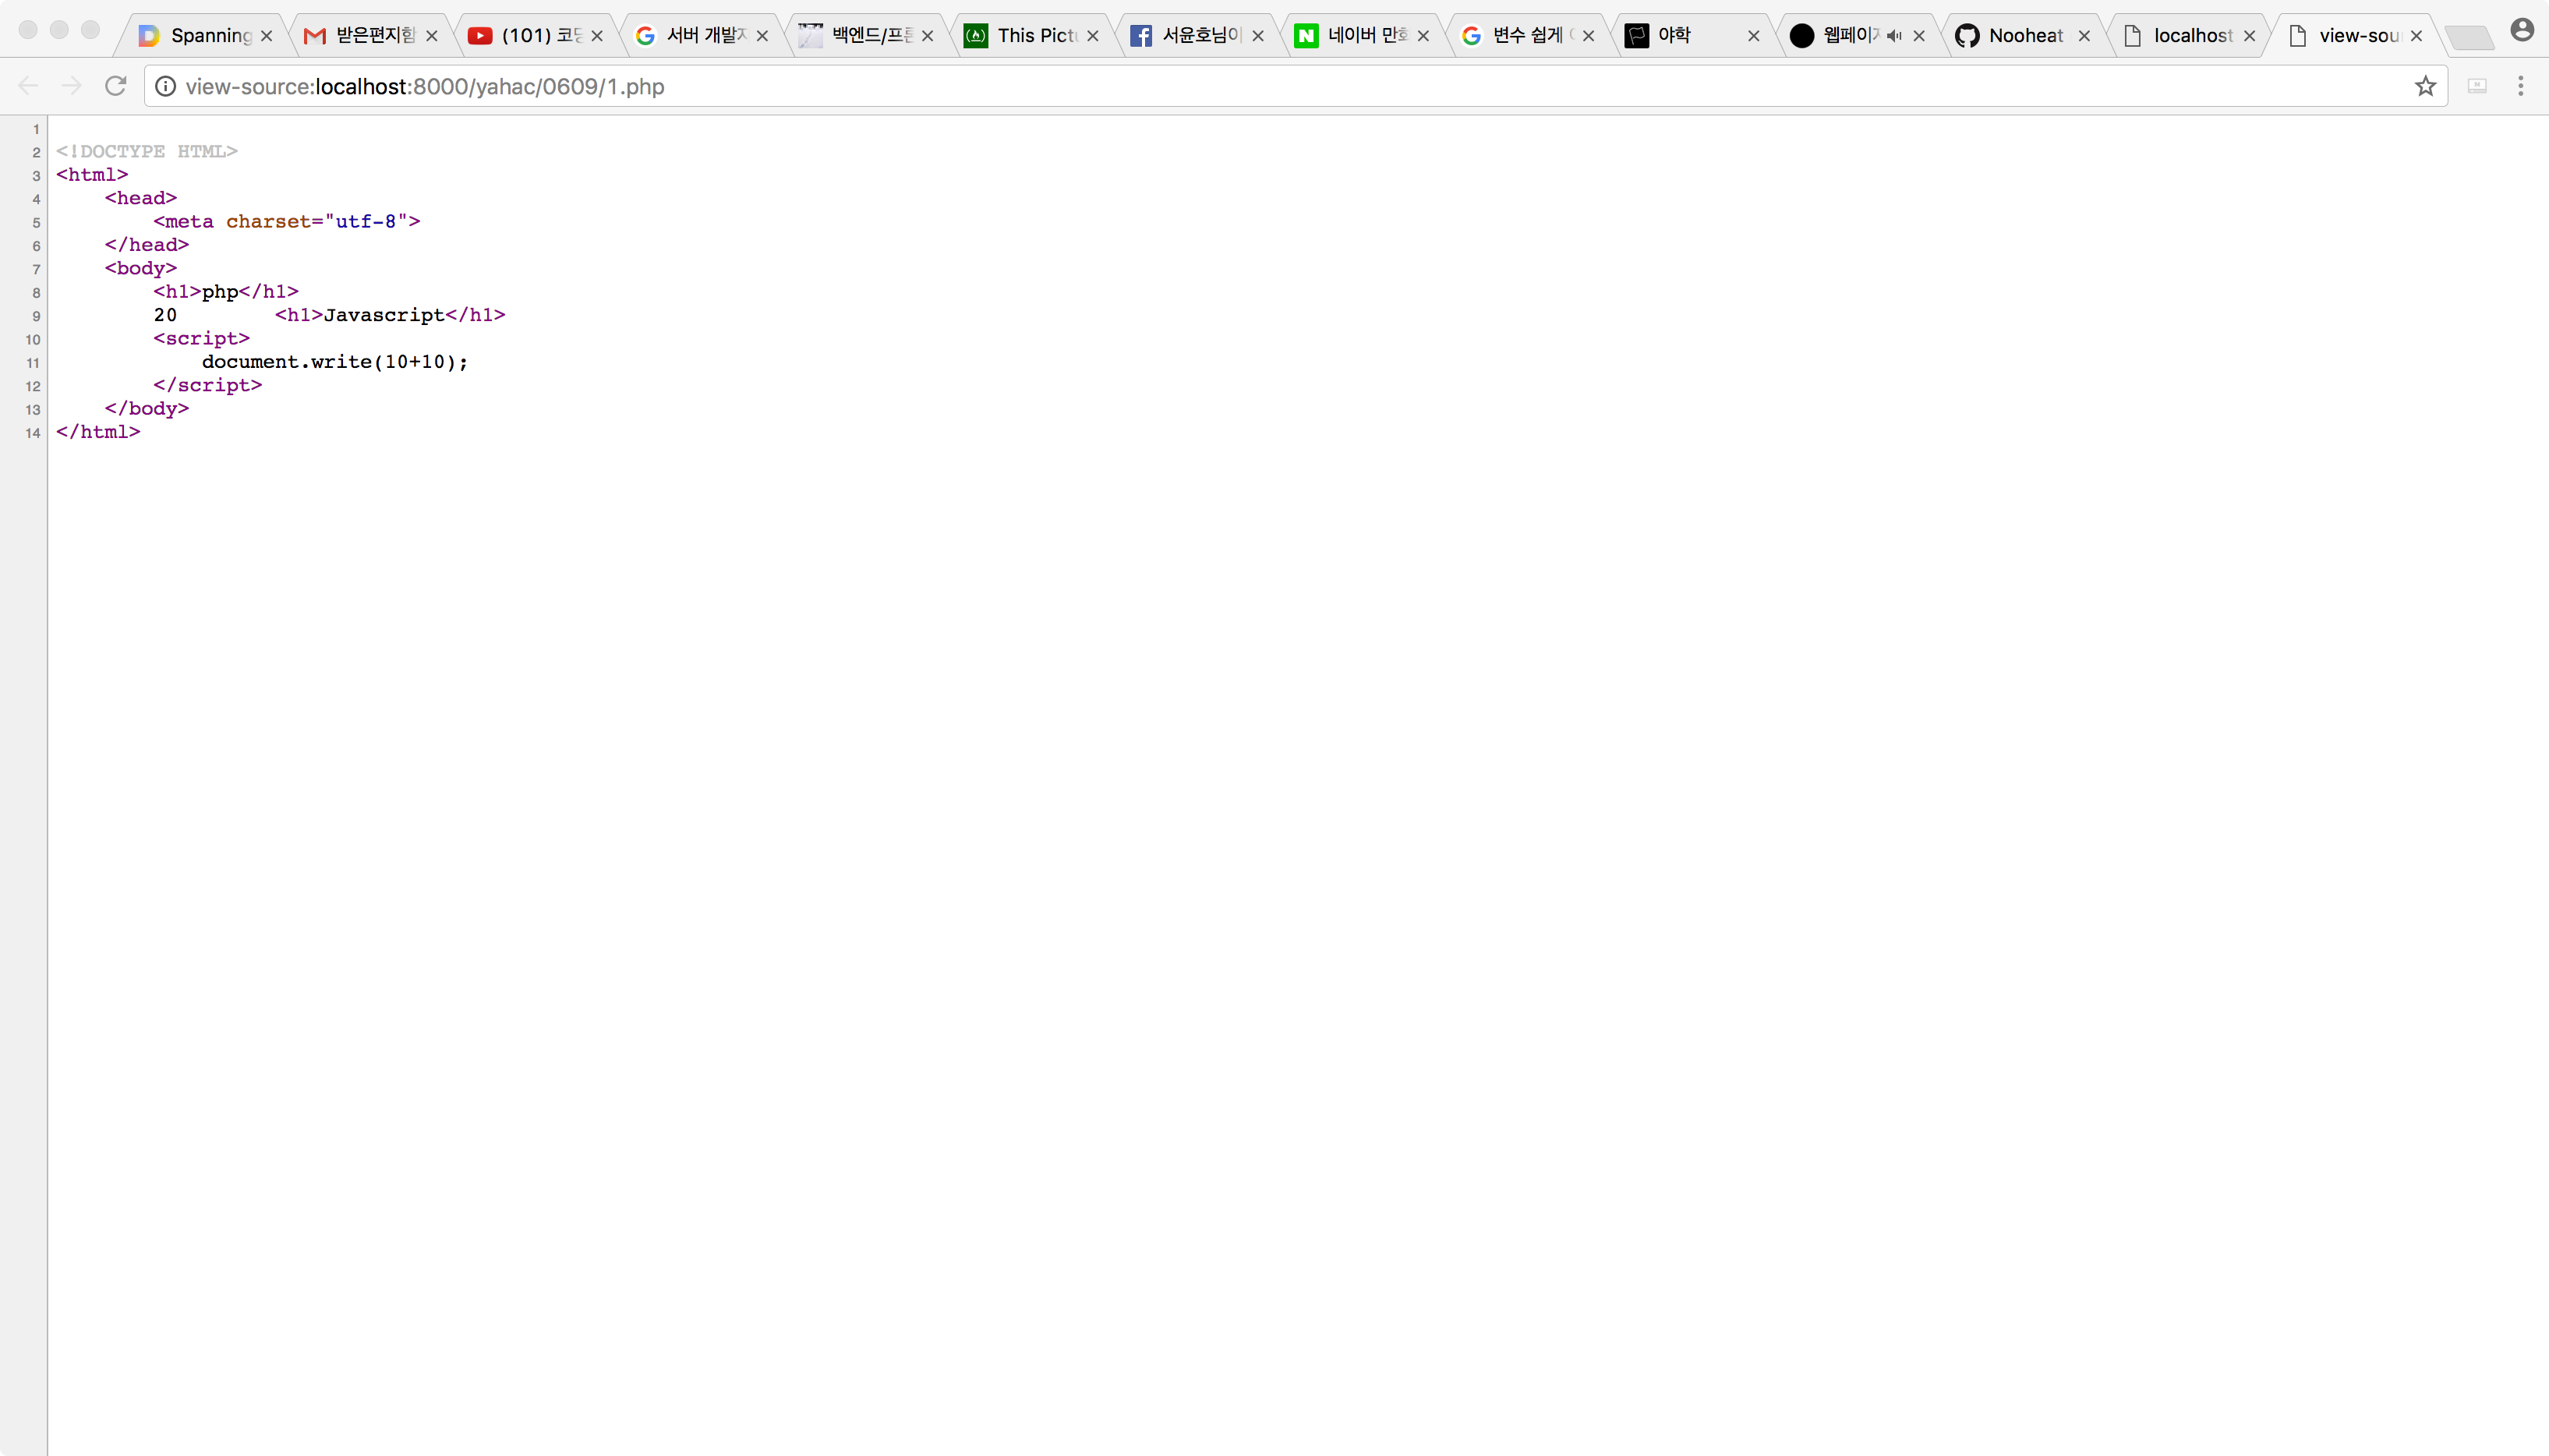 Spanning 받은편지함 (101) 코딩 서버 개발자 백엔드/프론 This Pict 서윤호님이 네이버 만화 변수 쉽게 야학 웹페이지 Nooheat localhost view-sou
view-source:localhost:8000/yahac/0609/1.php
1
2 <!DOCTYPE HTML>
3 <html>
4 <head>
5 <meta charset="utf-8">
6 </head>
7 <body>
8 <h1>php</h1>
9 20 <h1>Javascript</h1>
10 <script>
11 document.write(10+10);
12 </script>
13 </body>
14 </html>